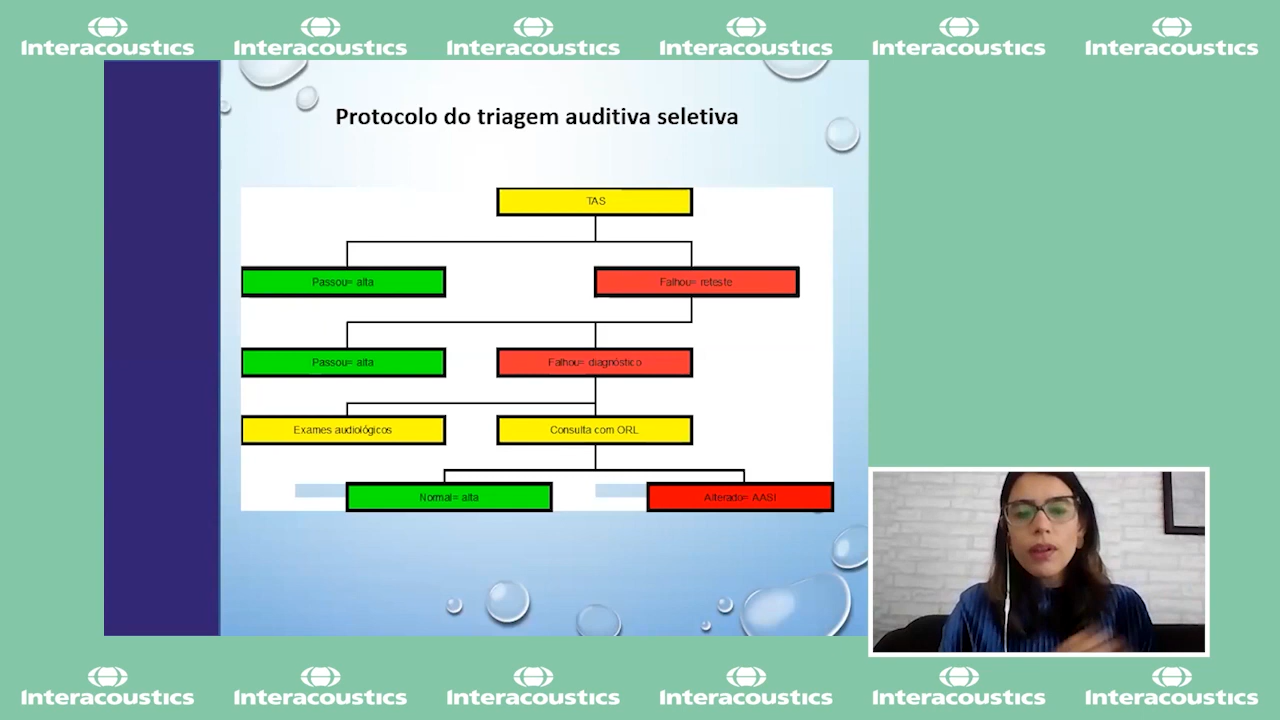 Interacoustics Interacoustics Interacoustics Interacoustics Interacoustics Interacoustics
Protocolo do triagem auditiva seletiva
TAS
Passou= alta
Falhou= reteste
Passou= alta
Falhou= diagnóstico
Exames audiológicos
Consulta com ORL
Normal= alta
Alterado= AASI
Interacoustics Interacoustics Interacoustics Interacoustics Interacoustics Interacoustics